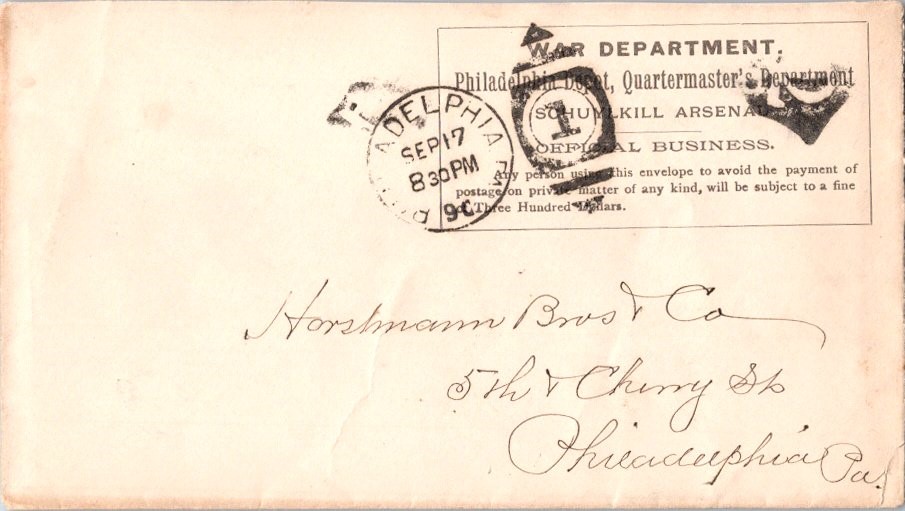 WAR DEPARTMENT.
Philadelphia Depot, Quartermaster's Department
SCHUYLKILL ARSENAL
OFFICIAL BUSINESS.
Any person using this envelope to avoid the payment of
postage on private matter of any kind, will be subject to a fine
of Three Hundred Dollars.
PHILADELPHIA
SEP 17
8 30 PM
1
Horstmann Bros & Co
5th & Cherry Sts
Philadelphia Pa.